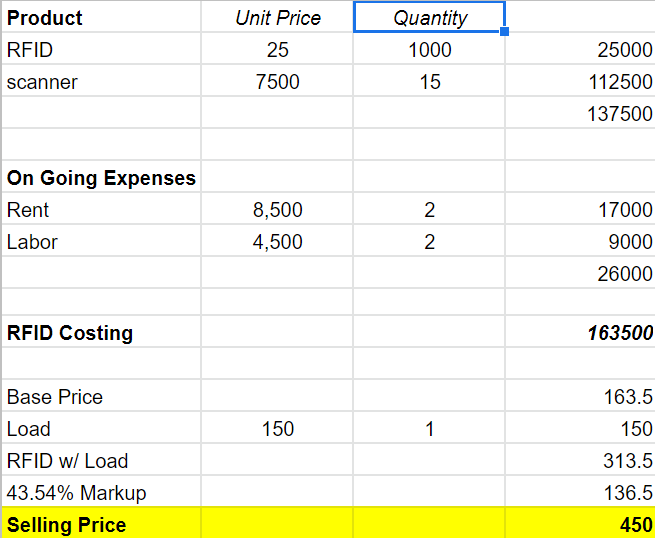 Product Unit Price Quantity
RFID 25 1000 25000
scanner 7500 15 112500
137500
On Going Expenses
Rent 8,500 2 17000
Labor 4,500 2 9000
26000
RFID Costing 163500
Base Price 163.5
Load 150 1 150
RFID w/ Load 313.5
43.54% Markup 136.5
Selling Price 450